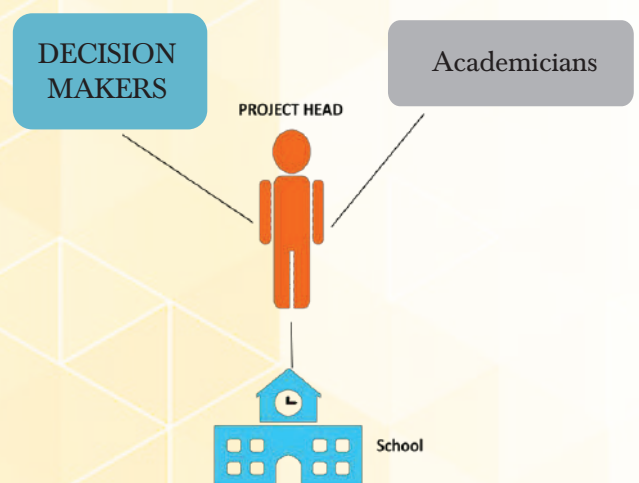 DECISION
MAKERS
Academicians
PROJECT HEAD
School